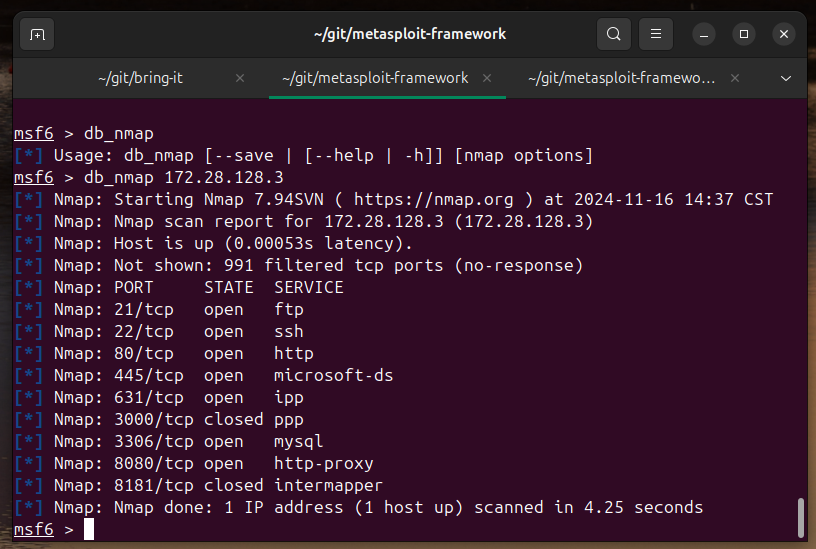 ~/git/metasploit-framework
~/git/bring-it
~/git/metasploit-framework
~/git/metasploit-framewo...
msf6 > db_nmap
[*] Usage: db_nmap [--save | [--help | -h]] [nmap options]
msf6 > db_nmap 172.28.128.3
[*] Nmap: Starting Nmap 7.94SVN ( https://nmap.org ) at 2024-11-16 14:37 CST
[*] Nmap: Nmap scan report for 172.28.128.3 (172.28.128.3)
[*] Nmap: Host is up (0.00053s latency).
[*] Nmap: Not shown: 991 filtered tcp ports (no-response)
[*] Nmap: PORT     STATE  SERVICE
[*] Nmap: 21/tcp   open   ftp
[*] Nmap: 22/tcp   open   ssh
[*] Nmap: 80/tcp   open   http
[*] Nmap: 445/tcp  open   microsoft-ds
[*] Nmap: 631/tcp  open   ipp
[*] Nmap: 3000/tcp closed ppp
[*] Nmap: 3306/tcp open   mysql
[*] Nmap: 8080/tcp open   http-proxy
[*] Nmap: 8181/tcp closed intermapper
[*] Nmap: Nmap done: 1 IP address (1 host up) scanned in 4.25 seconds
msf6 >